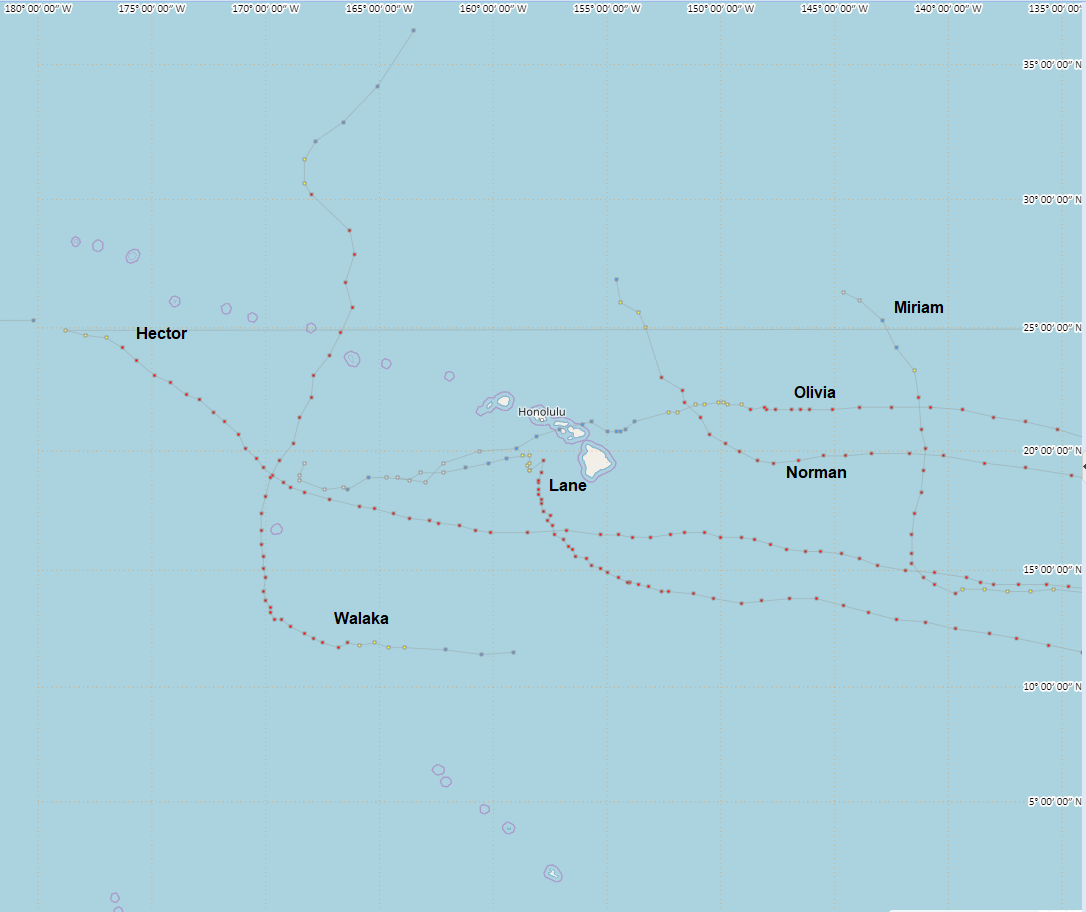 180° 00' 00" W 175° 00' 00" W 170° 00' 00" W 165° 00' 00" W 160° 00' 00" W 155° 00' 00" W 150° 00' 00" W 145° 00' 00" W 140° 00' 00" W 135° 00' 00"
35° 00' 00" N
30° 00' 00" N
Miriam
25° 00' 00" N
Hector
Olivia
Honolulu
20° 00' 00" N
Norman
Lane
15° 00' 00" N
Walaka
10° 00' 00" N
5° 00' 00" N